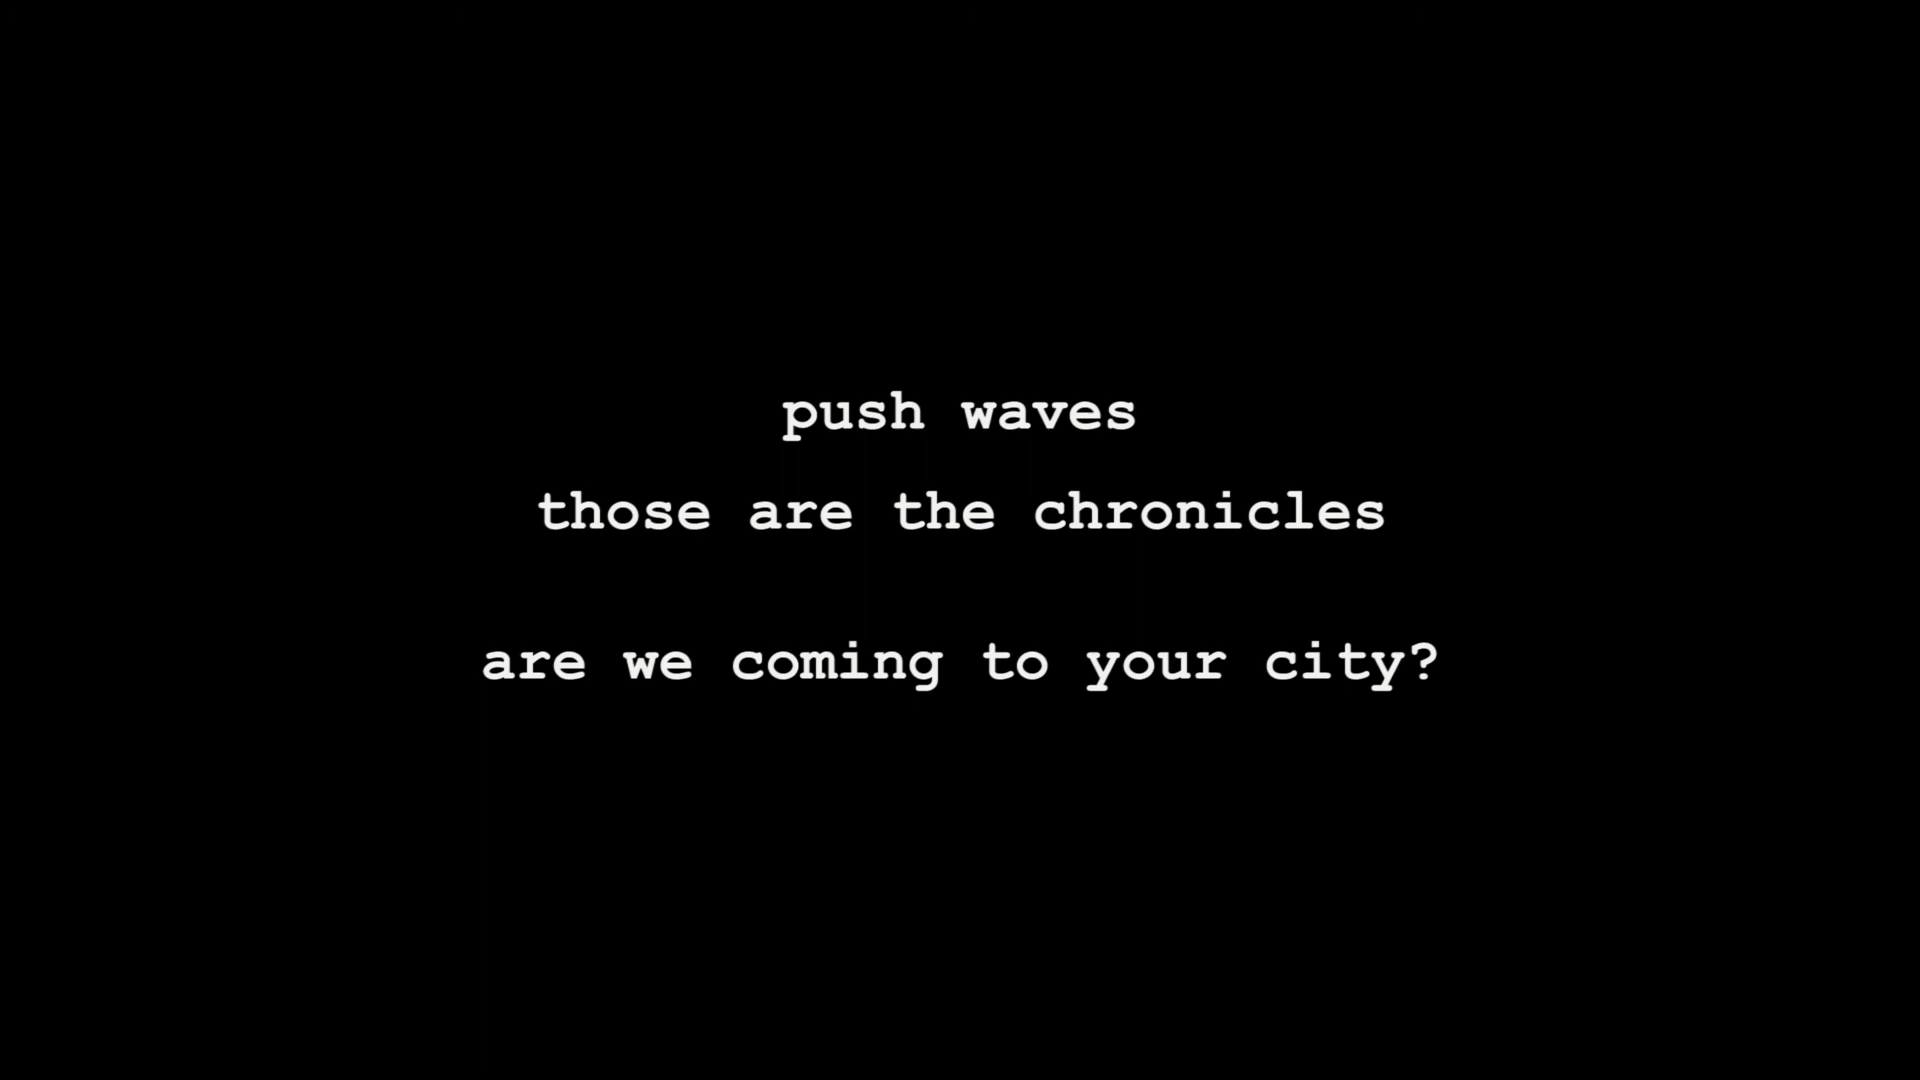 push waves
those are the chronicles
are we coming to your city?